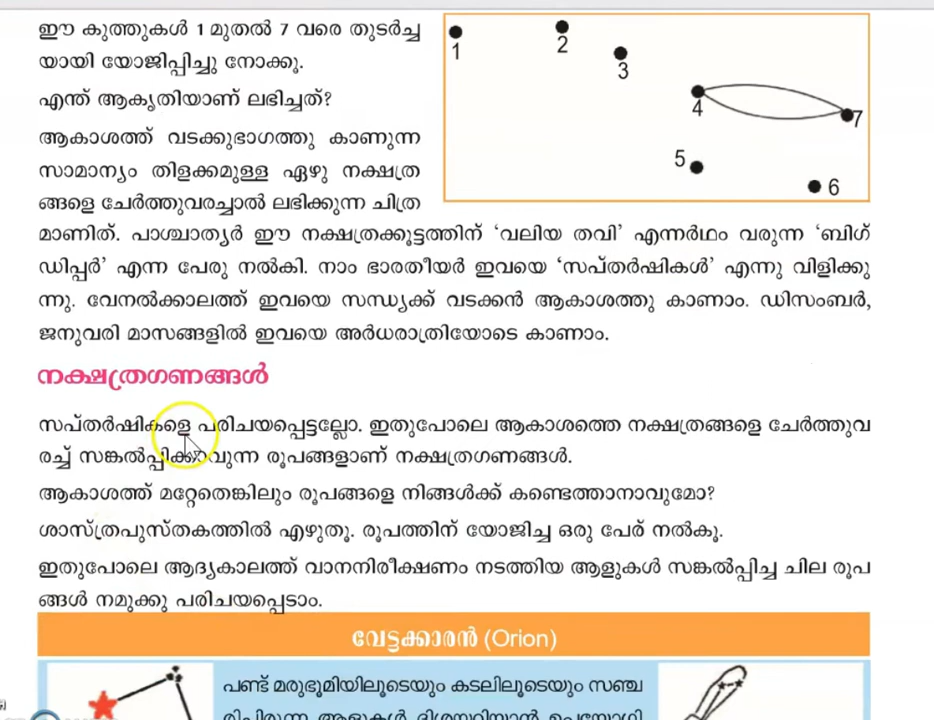 ഈ കുത്തുകൾ 1 മുതൽ 7 വരെ തുടർച്ച
യായി യോജിപ്പിച്ചു നോക്കൂ.
എന്ത് ആകൃതിയാണ് ലഭിച്ചത്?
ആകാശത്ത് വടക്കുഭാഗത്തു കാണുന്ന
സാമാന്യം തിളക്കമുള്ള ഏഴു നക്ഷത്ര
ങ്ങളെ ചേർത്തുവരച്ചാൽ ലഭിക്കുന്ന ചിത്ര
1
2
3
4
7
5
6
മാണിത്. പാശ്ചാത്യർ ഈ നക്ഷത്രക്കൂട്ടത്തിന് ‘വലിയ തവി’ എന്നർഥം വരുന്ന ‘ബിഗ്
ഡിപ്പർ’ എന്ന പേരു നൽകി. നാം ഭാരതീയർ ഇവയെ ‘സപ്തർഷികൾ’ എന്നു വിളിക്കു
ന്നു. വേനൽക്കാലത്ത് ഇവയെ സന്ധ്യക്ക് വടക്കൻ ആകാശത്തു കാണാം. ഡിസംബർ,
ജനുവരി മാസങ്ങളിൽ ഇവയെ അർധരാത്രിയോടെ കാണാം.
നക്ഷത്രഗണങ്ങൾ
സപ്തർഷികളെ പരിചയപ്പെട്ടല്ലോ. ഇതുപോലെ ആകാശത്തെ നക്ഷത്രങ്ങളെ ചേർത്തുവ
രച്ച് സങ്കൽപ്പിക്കാവുന്ന രൂപങ്ങളാണ് നക്ഷത്രഗണങ്ങൾ.
ആകാശത്ത് മറ്റേതെങ്കിലും രൂപങ്ങളെ നിങ്ങൾക്ക് കണ്ടെത്താനാവുമോ?
ശാസ്ത്രപുസ്തകത്തിൽ എഴുതൂ. രൂപത്തിന് യോജിച്ച ഒരു പേര് നൽകൂ.
ഇതുപോലെ ആദ്യകാലത്ത് വാനനിരീക്ഷണം നടത്തിയ ആളുകൾ സങ്കൽപ്പിച്ച ചില രൂപ
ങ്ങൾ നമുക്കു പരിചയപ്പെടാം.
വേട്ടക്കാരൻ (Orion)
പണ്ട് മരുഭൂമിയിലൂടെയും കടലിലൂടെയും സഞ്ച
രിച്ചിരുന്ന ആളുകൾ ദിശയറിയാൻ ഉപയോഗി